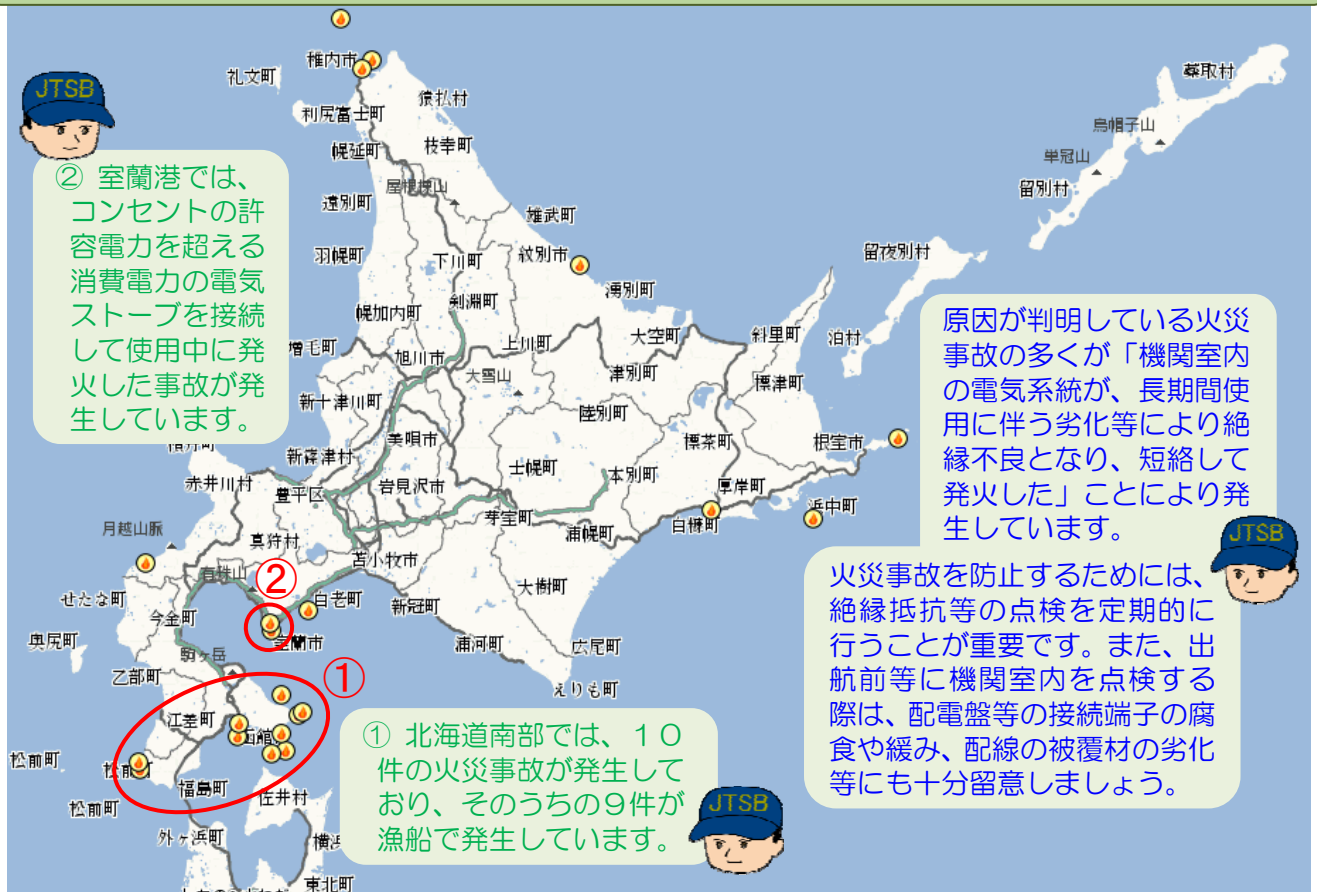 稚内市
礼文町
猿払村
利尻富士町
幌延町
枝幸町
遠別町
雄武町
羽幌町
下川町
紋別市
幌加内町
剣淵町
湧別町
増毛町
旭川市
上川町
大空町
斜里町
大雪山
津別町
標津町
新十津川町
陸別町
美唄市
標茶町
根室市
新篠津村
士幌町
本別町
赤井川村
豊平区
岩見沢市
厚岸町
浜中町
芽室町
白糠町
浦幌町
月越山脈
真狩村
苫小牧市
有珠山
大樹町
せたな町
白老町
新冠町
今金町
室蘭市
奥尻町
浦河町
広尾町
駒ヶ岳
乙部町
えりも町
江差町
松前町
福島町
松前町
佐井村
外ヶ浜町
東北町
蘂取村
烏帽子山
単冠山
留別村
留夜別村
泊村
JTSB
② 室蘭港では、
コンセントの許
容電力を超える
消費電力の電気
ストーブを接続
して使用中に発
火した事故が発
生しています。
原因が判明している火災
事故の多くが「機関室内
の電気系統が、長期間使
用に伴う劣化等により絶
縁不良となり、短絡して
発火した」ことにより発
生しています。
JTSB
火災事故を防止するためには、
絶縁抵抗等の点検を定期的に
行うことが重要です。また、出
航前等に機関室内を点検する
際は、配電盤等の接続端子の腐
食や緩み、配線の被覆材の劣化
等にも十分留意しましょう。
②
①
① 北海道南部では、１０
件の火災事故が発生して
おり、そのうちの９件が
漁船で発生しています。
JTSB